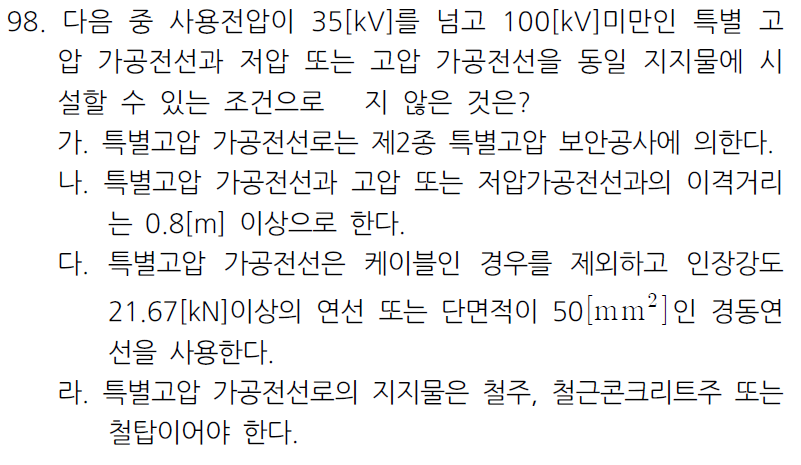 98. 다음 중 사용전압이 35[kV]를 넘고 100[kV]미만인 특별 고
압 가공전선과 저압 또는 고압 가공전선을 동일 지지물에 시
설할 수 있는 조건으로 지 않은 것은?
가. 특별고압 가공전선로는 제2종 특별고압 보안공사에 의한다.
나. 특별고압 가공전선과 고압 또는 저압가공전선과의 이격거리
는 0.8[m] 이상으로 한다.
다. 특별고압 가공전선은 케이블인 경우를 제외하고 인장강도
21.67[kN]이상의 연선 또는 단면적이 50[mm²]인 경동연
선을 사용한다.
라. 특별고압 가공전선로의 지지물은 철주, 철근콘크리트주 또는
철탑이어야 한다.